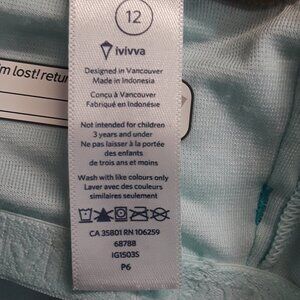 12
ivivva
I'm lost! retur
Designed in Vancouver
Made in Indonesia
Conçu à Vancouver
Fabriqué en Indonésie
Not intended for children
3 years and under
Ne pas laisser à la portée
des enfants
de trois ans et moins
Wash with like colours only
Laver avec des couleurs
similaires seulement
CA 35801 RN 106259
68788
IG1503S
P6